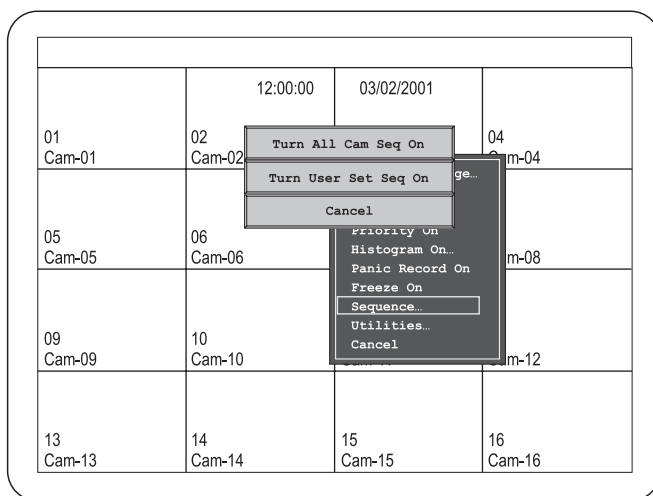 12:00:00 03/02/2001
01 02 04
Cam-01 Cam-02
Turn All Cam Seq On
Turn User Set Seq On
Cancel
05 06
Cam-05 Cam-06
Priority On
Histogram On…
Panic Record On
Freeze On
Sequence…
Utilities…
Cancel
09 10
Cam-09 Cam-10
13 14 15 16
Cam-13 Cam-14 Cam-15 Cam-16